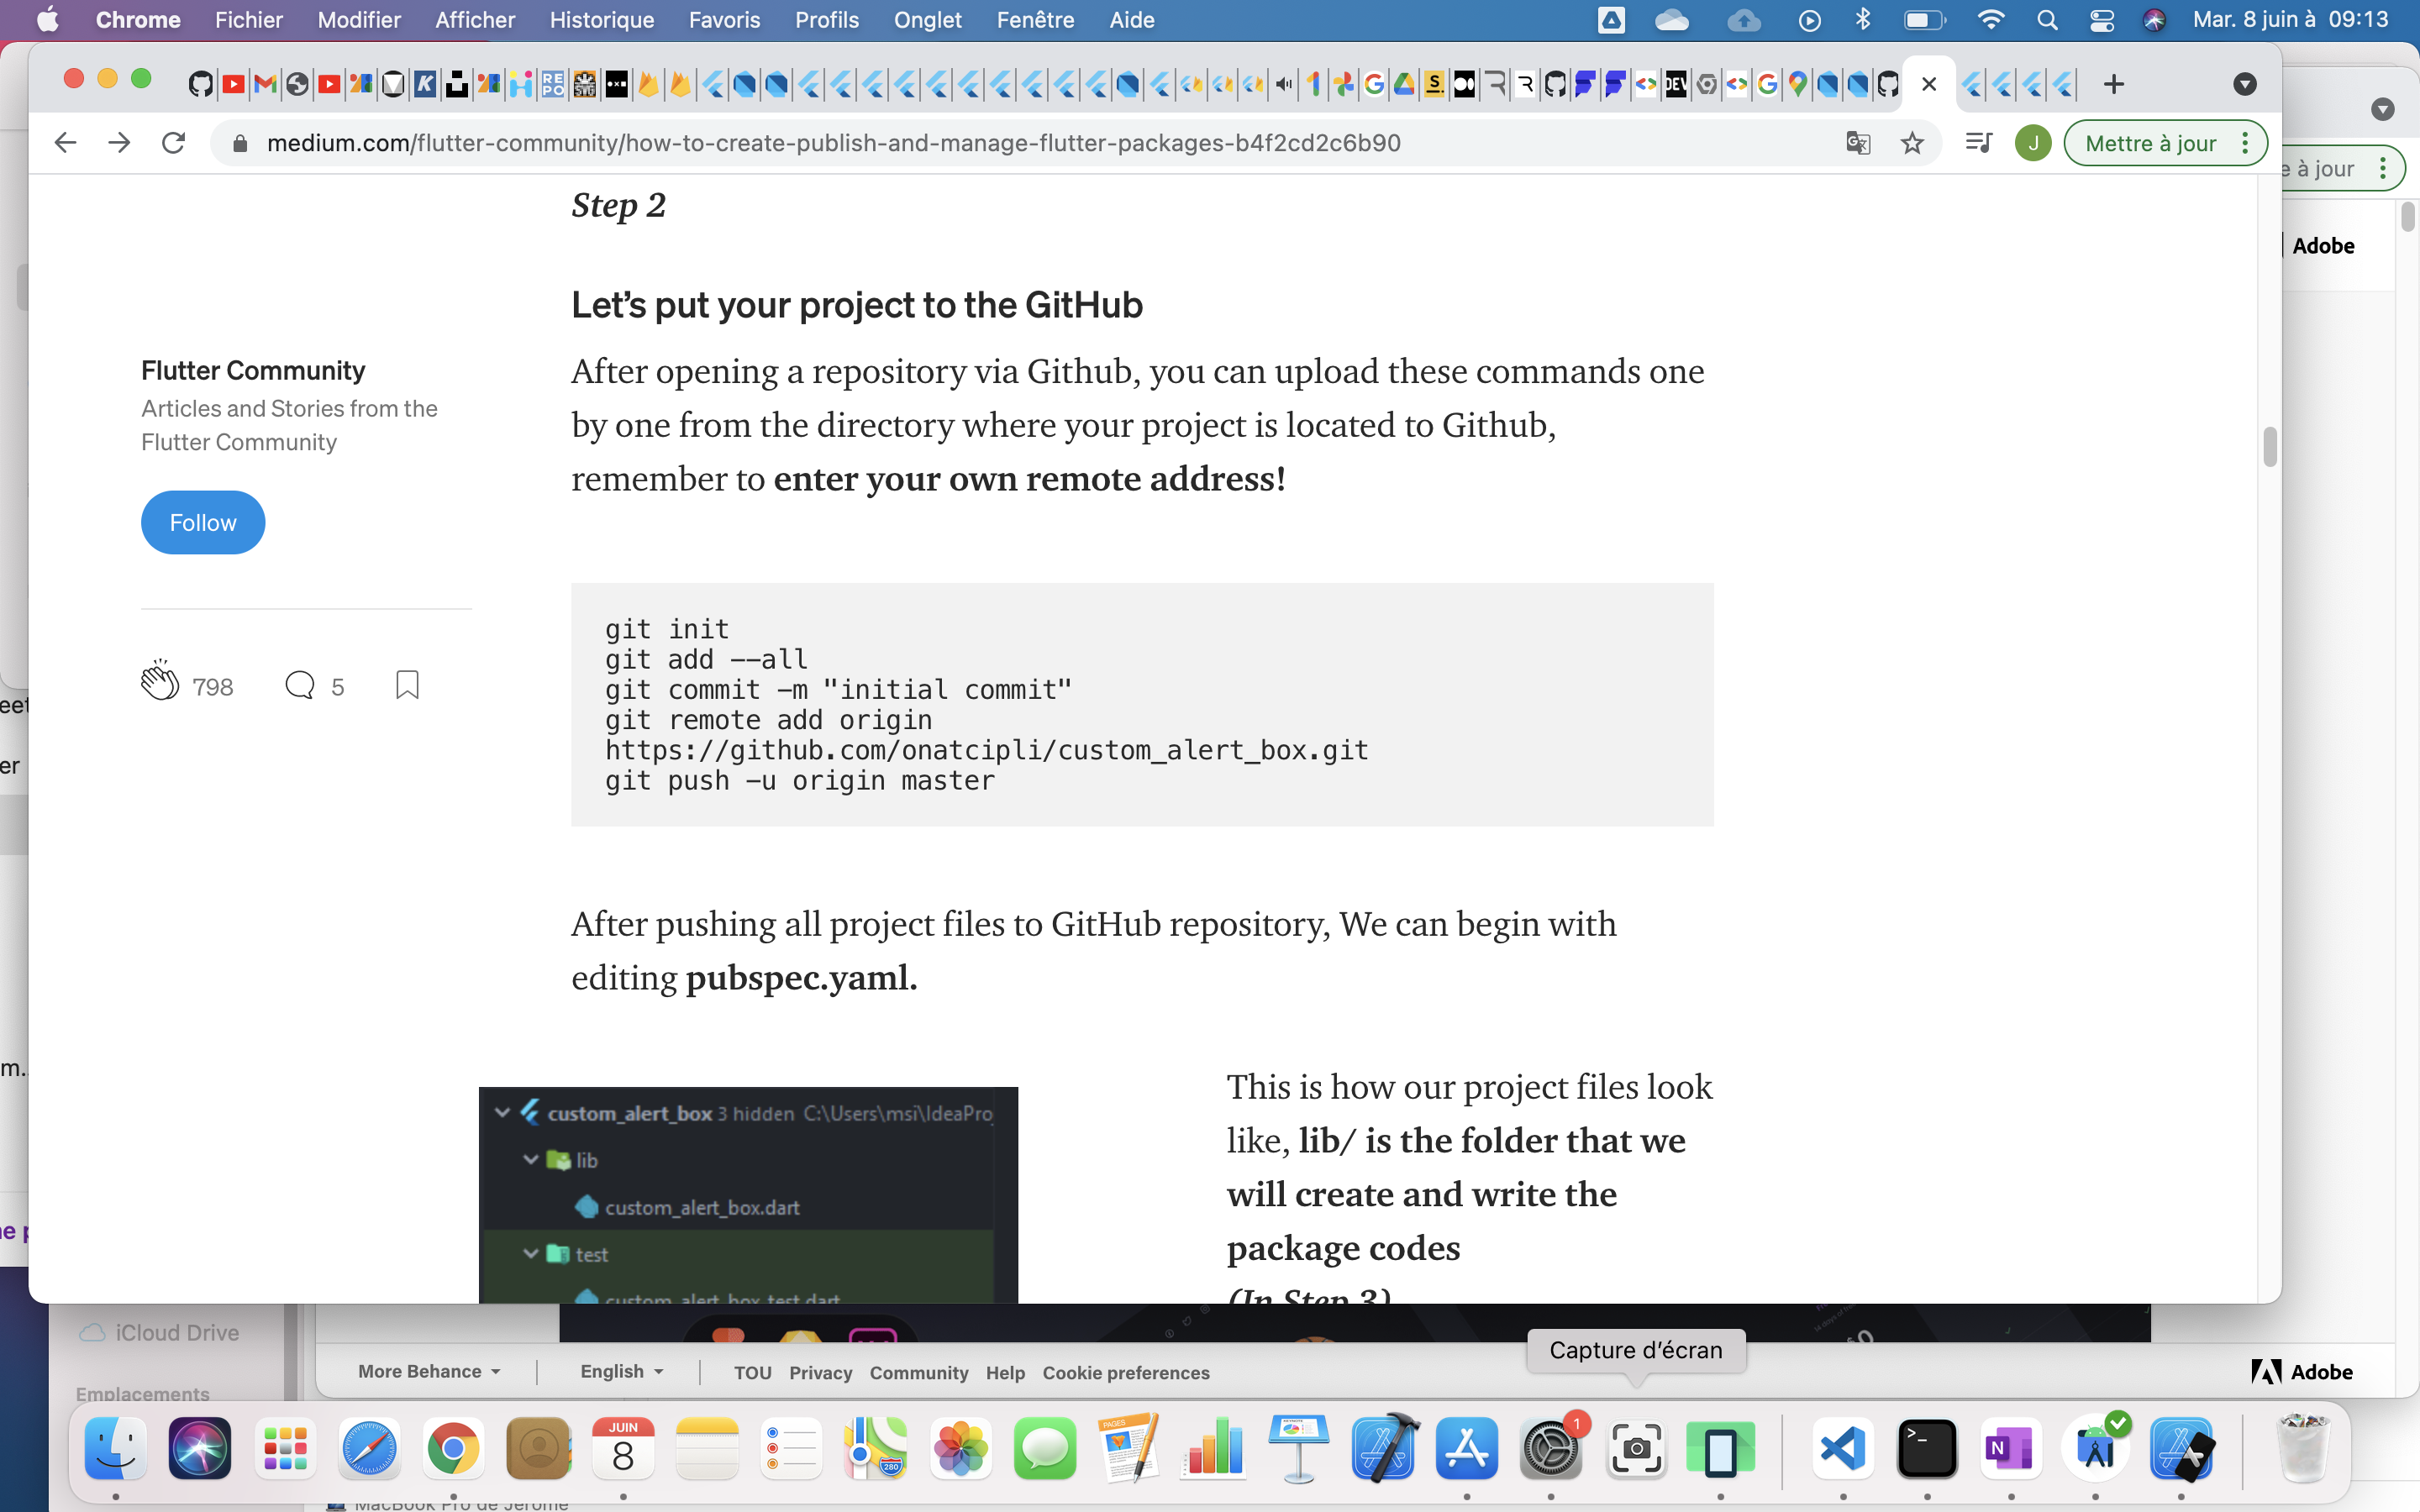 Chrome Fichier Modifier Afficher Historique Favoris Profils Onglet Fenêtre Aide Mar. 8 juin à 09:13
medium.com/flutter-community/how-to-create-publish-and-manage-flutter-packages-b4f2cd2c6b90
J
Mettre à jour
e à jour
Adobe
Step 2
Let's put your project to the GitHub
After opening a repository via Github, you can upload these commands one
by one from the directory where your project is located to Github,
remember to enter your own remote address!
Flutter Community
Articles and Stories from the
Flutter Community
Follow
798 5
git init
git add --all
git commit -m "initial commit"
git remote add origin
https://github.com/onatcipli/custom_alert_box.git
git push -u origin master
After pushing all project files to GitHub repository, We can begin with
editing pubspec.yaml.
custom_alert_box 3 hidden C:\Users\msi\IdeaPro
lib
custom_alert_box.dart
test
custom_alert_box_test.dart
This is how our project files look
like, lib/ is the folder that we
will create and write the
package codes
(In Step 3)
iCloud Drive
Emplacements
MacBook Pro de Jérôme
More Behance English TOU Privacy Community Help Cookie preferences
Adobe
Capture d'écran
JUIN
8
PAGES
280
1
N